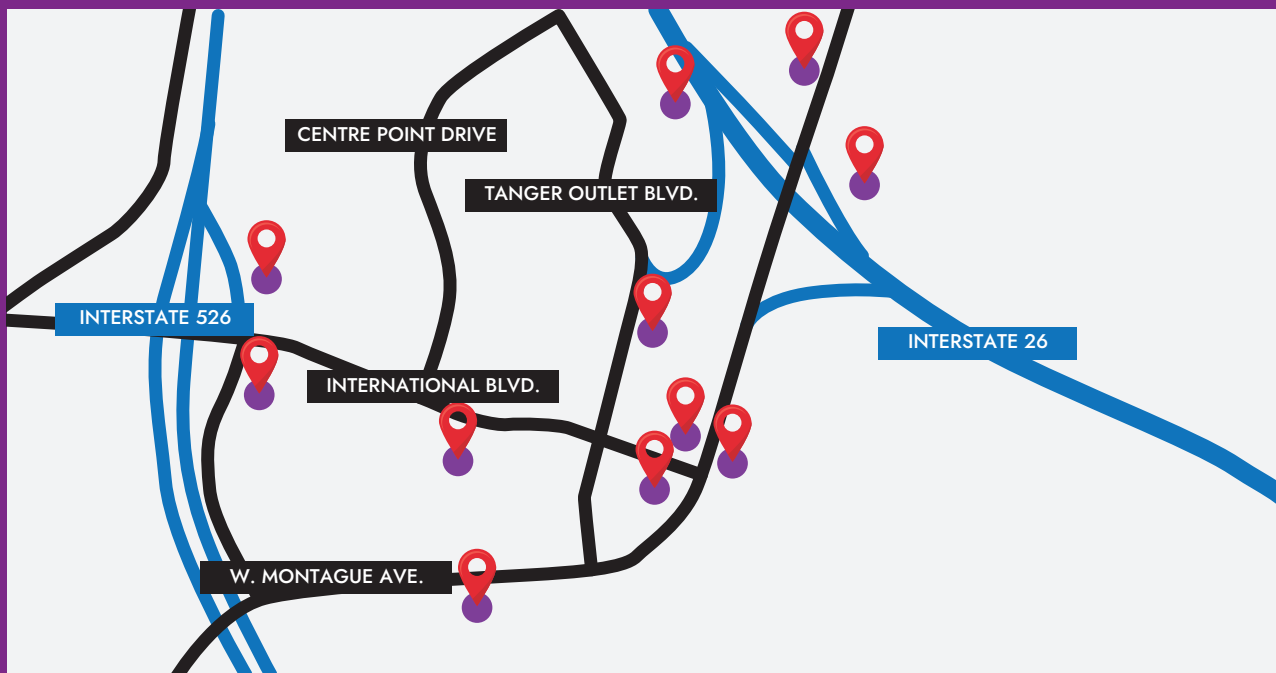 CENTRE POINT DRIVE
TANGER OUTLET BLVD.
INTERSTATE 526
INTERSTATE 26
INTERNATIONAL BLVD.
W. MONTAGUE AVE.